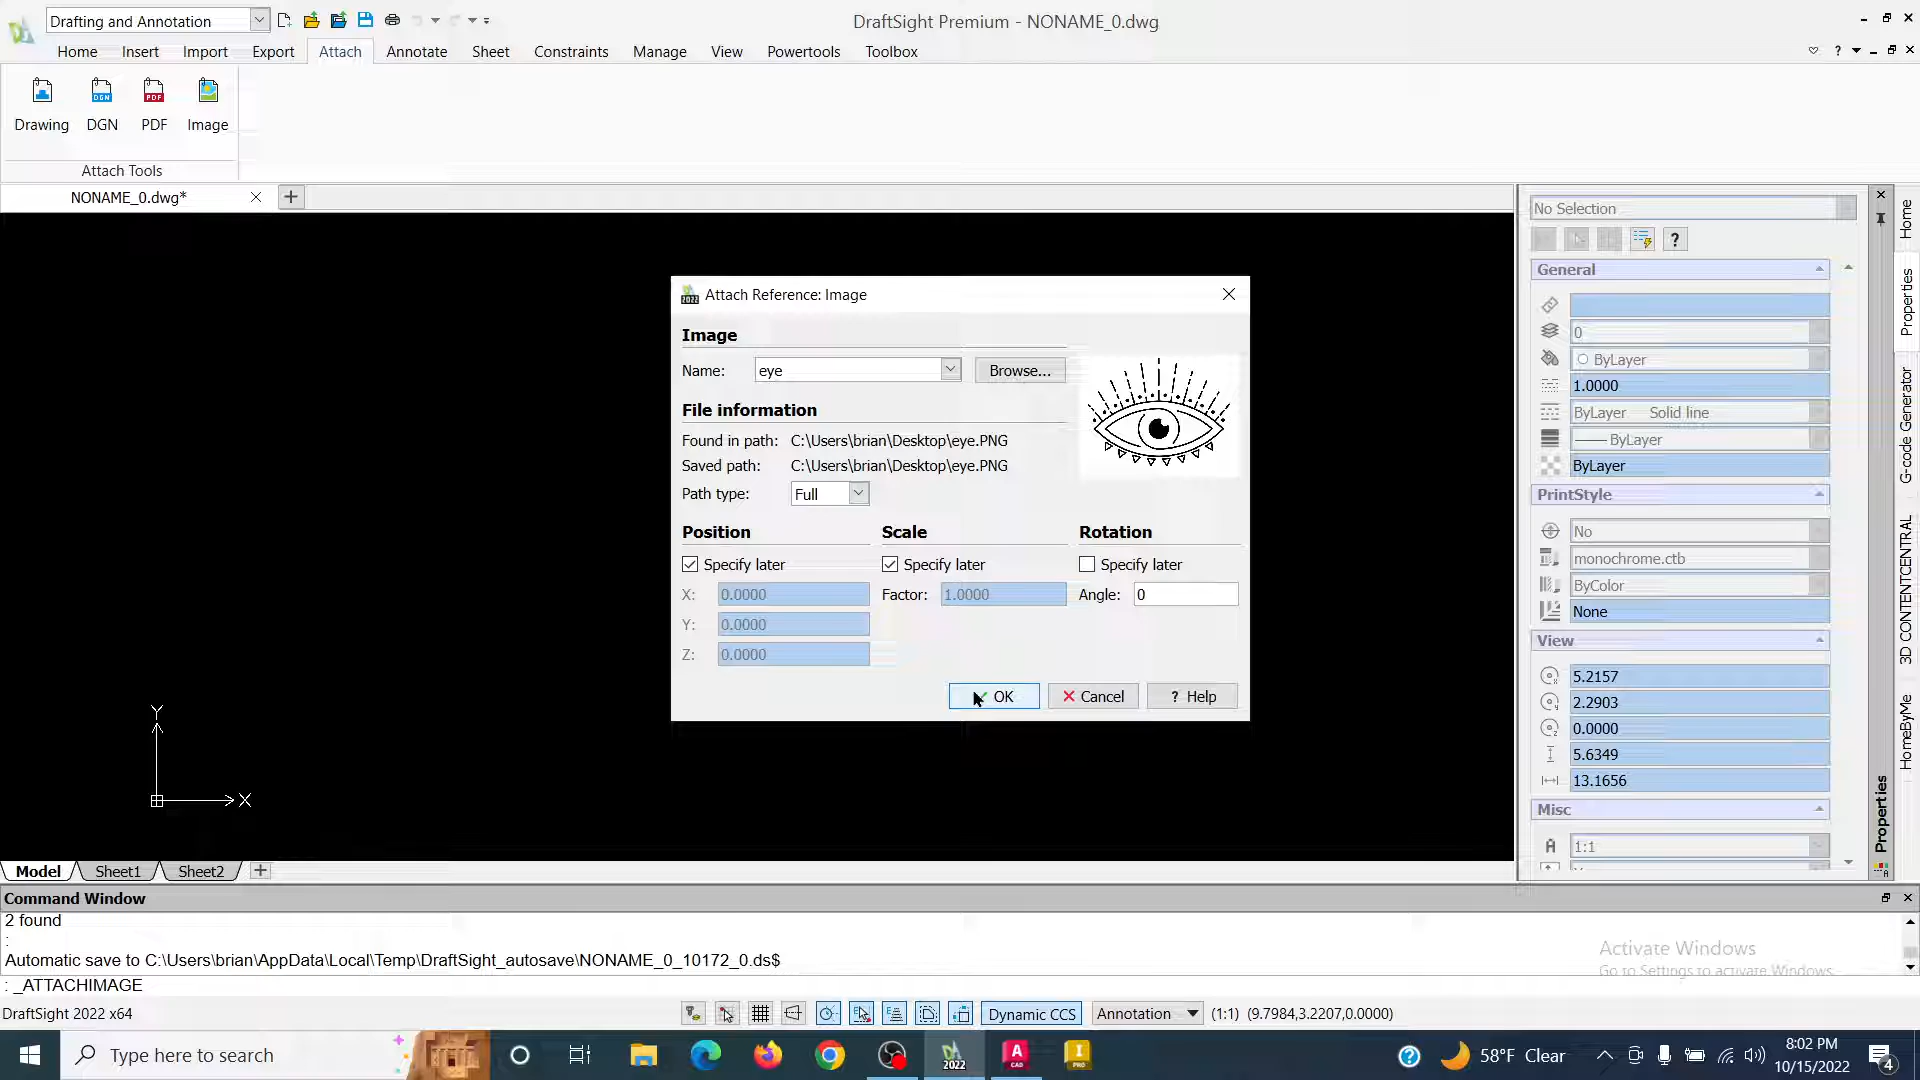 Drafting and Annotation
DraftSight Premium - NONAME_0.dwg
Home Insert Import Export Attach Annotate Sheet Constraints Manage View Powertools Toolbox
Drawing DGN PDF Image
Attach Tools
NONAME_0.dwg*
No Selection
General
0
ByLayer
1.0000
ByLayer Solid line
ByLayer
ByLayer
PrintStyle
No
monochrome.ctb
ByColor
None
View
5.2157
2.2903
0.0000
5.6349
13.1656
Misc
1:1
Home
Properties
G-code Generator
3D CONTENTCENTRAL
HomeByMe
Properties
Attach Reference: Image
Image
Name: eye Browse...
File information
Found in path: C:\Users\brian\Desktop\eye.PNG
Saved path: C:\Users\brian\Desktop\eye.PNG
Path type: Full
Position Scale Rotation
Specify later Specify later Specify later
X: 0.0000 Factor: 1.0000 Angle: 0
Y: 0.0000
Z: 0.0000
OK Cancel ? Help
Y
X
Model Sheet1 Sheet2
Command Window
2 found
:
Automatic save to C:\Users\brian\AppData\Local\Temp\DraftSight_autosave\NONAME_0_10172_0.ds$
: _ATTACHIMAGE
Activate Windows
Go to Settings to activate Windows.
DraftSight 2022 x64
Dynamic CCS Annotation (1:1) (9.7984,3.2207,0.0000)
Type here to search
2022
58°F Clear
8:02 PM
10/15/2022
4